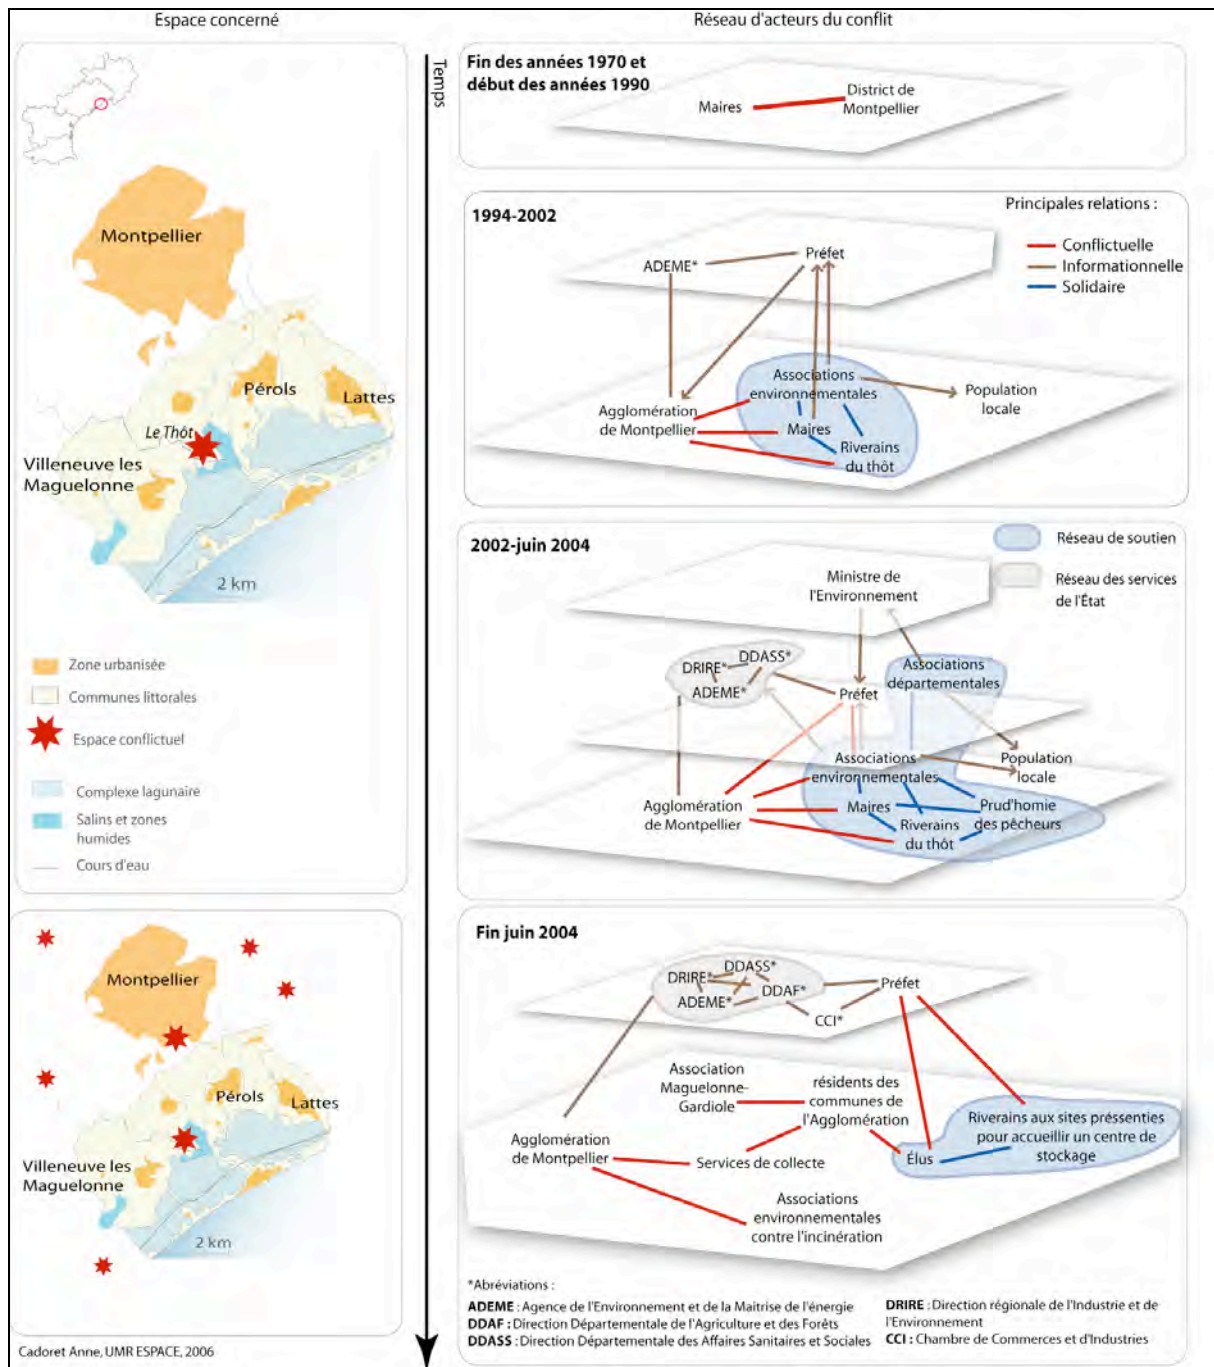 Espace concerné
Réseau d'acteurs du conflit
Montpellier
Pérols
Lattes
Le Thôt
Villeneuve les
Maguelonne
2 km
Zone urbanisée
Communes littorales
Espace conflictuel
Complexe lagunaire
Salins et zones
humides
Cours d'eau
Montpellier
Pérols
Lattes
Villeneuve les
Maguelonne
2 km
Cadoret Anne, UMR ESPACE, 2006
Temps
Fin des années 1970 et
début des années 1990
Maires
District de
Montpellier
1994-2002
Principales relations :
Conflictuelle
Informationnelle
Solidaire
ADEME*
Préfet
Associations
environnementales
Population
locale
Agglomération
de Montpellier
Maires
Riverains
du thôt
2002-juin 2004
Réseau de soutien
Réseau des services
de l'État
Ministre de
l'Environnement
DDASS*
DRIRE*
ADEME*
Préfet
Associations
départementales
Associations
environnementales
Population
locale
Agglomération
de Montpellier
Maires
Riverains
du thôt
Prud'homie
des pêcheurs
Fin juin 2004
DDASS*
DRIRE*
ADEME*
DDAF*
Préfet
CCI*
Association
Maguelonne-
Gardiole
résidents des
communes de
l'Agglomération
Riverains aux sites préssenties
pour accueillir un centre de
stockage
Agglomération
de Montpellier
Services de collecte
Élus
Associations
environnementales
contre l'incinération
*Abréviations :
ADEME : Agence de l'Environnement et de la Maitrise de l'énergie
DDAF : Direction Départementale de l'Agriculture et des Forêts
DDASS : Direction Départementale des Affaires Sanitaires et Sociales
DRIRE : Direction régionale de l'Industrie et de
l'Environnement
CCI : Chambre de Commerces et d'Industries